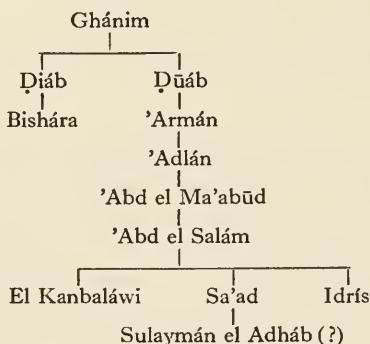 Ghánim
Ḍiáb Ḍūáb
Bishára ’Armán
’Adlán
’Abd el Ma’abūd
’Abd el Salám
El Kanbaláwi Sa’ad Idrís
Sulaymán el Adháb (?)